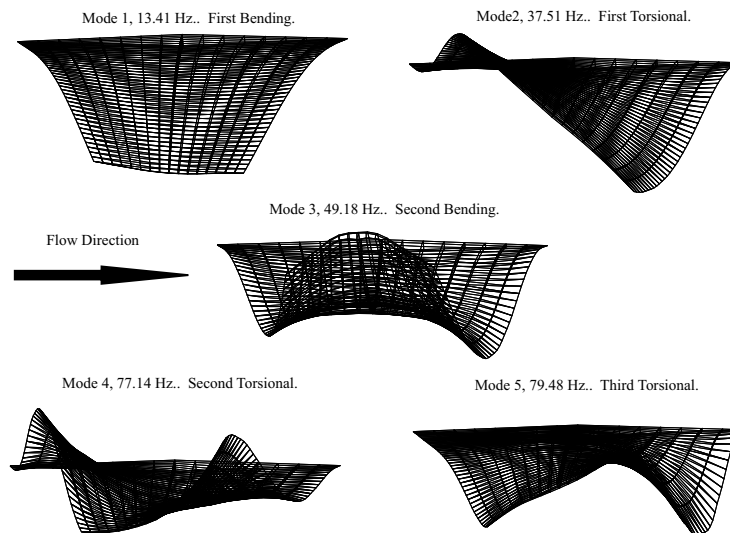 Mode 1, 13.41 Hz.. First Bending.
Mode2, 37.51 Hz.. First Torsional.
Mode 3, 49.18 Hz.. Second Bending.
Flow Direction
Mode 4, 77.14 Hz.. Second Torsional.
Mode 5, 79.48 Hz.. Third Torsional.